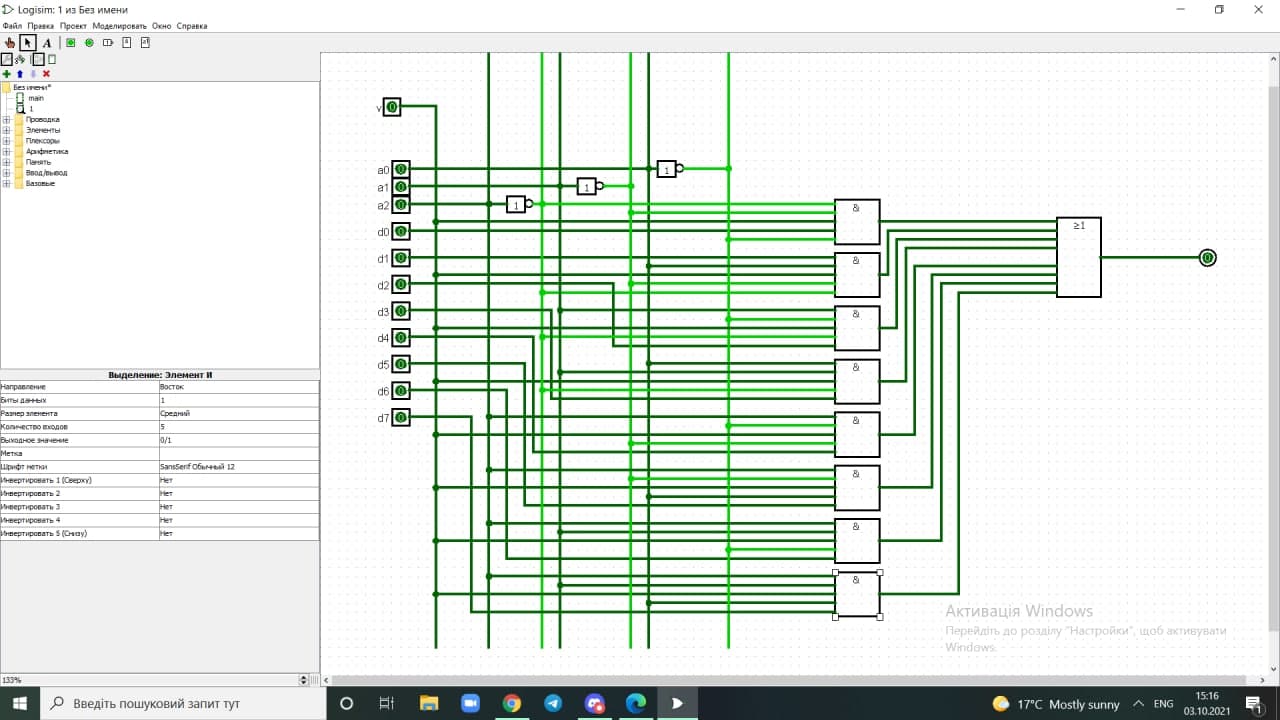 Logisim: 1 из Без имени
Файл Правка Проект Моделировать Окно Справка
A
Без имени*
main
1
Проводка
Элементы
Плексоры
Арифметика
Память
Ввод/вывод
Базовые
Выделение: Элемент И
Направление Восток
Биты данных 1
Размер элемента Средний
Количество входов 5
Выходное значение 0/1
Метка
Шрифт метки SansSerif Обычный 12
Инвертировать 1 (Сверху) Нет
Инвертировать 2 Нет
Инвертировать 3 Нет
Инвертировать 4 Нет
Инвертировать 5 (Снизу) Нет
133%
v 0
a0 0
a1 0
a2 0
d0 0
d1 0
d2 0
d3 0
d4 0
d5 0
d6 0
d7 0
1
1
1
&
&
&
&
&
&
&
&
≥1
0
Активація Windows
Перейдіть до розділу "Настройки", щоб активувати
Windows.
Введіть пошуковий запит тут
17°C Mostly sunny
ENG
15:16
03.10.2021
1